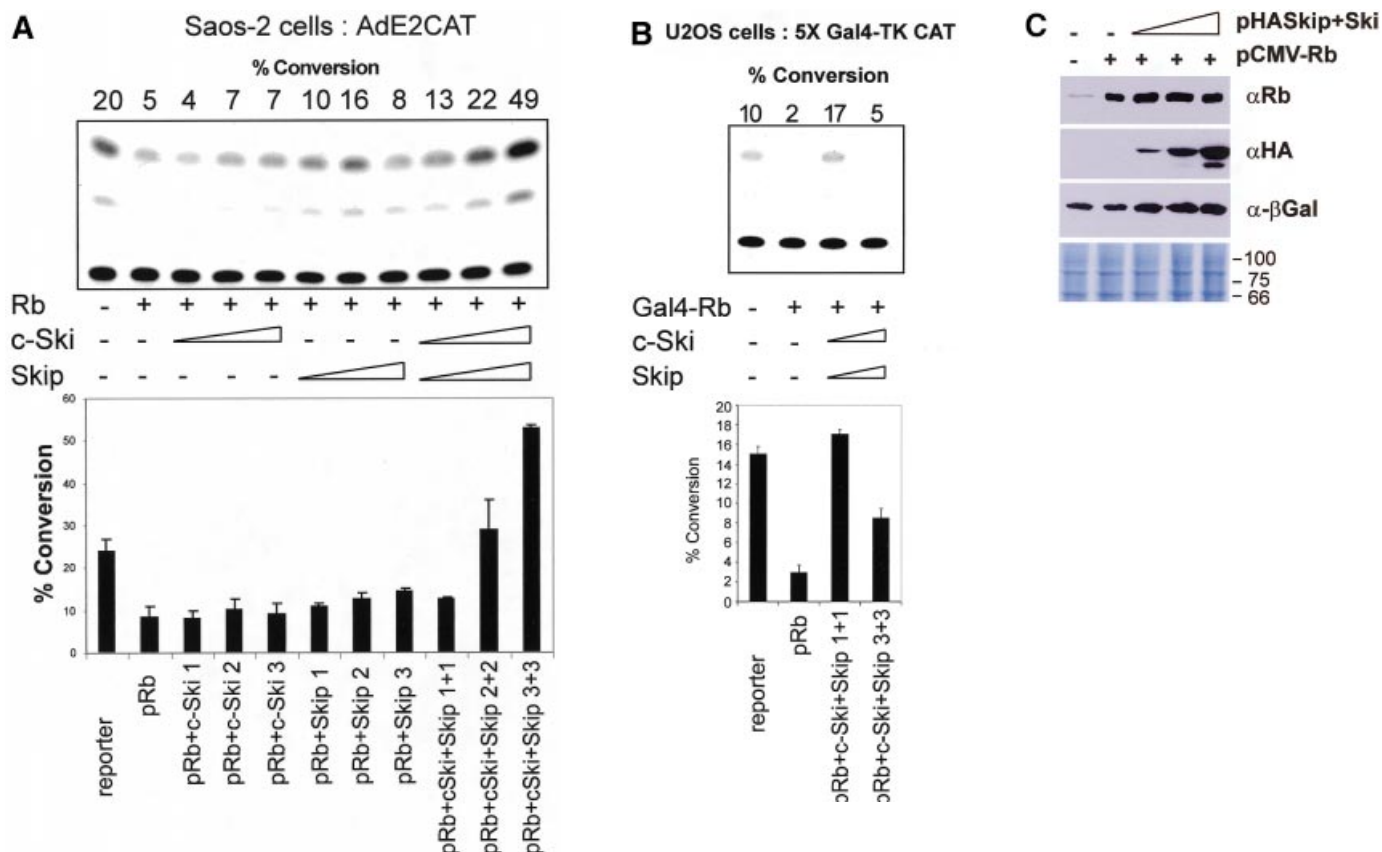 A
Saos-2 cells : AdE2CAT
% Conversion
20 5 4 7 7 10 16 8 13 22 49
Rb - + + + + + + + + + +
c-Ski - - - - -
Skip - - - - -
60
50
40
30
20
10
0
% Conversion
reporter
pRb
pRb+c-Ski 1
pRb+c-Ski 2
pRb+c-Ski 3
pRb+Skip 1
pRb+Skip 2
pRb+Skip 3
pRb+cSki+Skip 1+1
pRb+cSki+Skip 2+2
pRb+cSki+Skip 3+3
B U2OS cells : 5X Gal4-TK CAT
% Conversion
10 2 17 5
Gal4-Rb - + + +
c-Ski - -
Skip - -
20
18
16
14
12
10
8
6
4
2
0
% Conversion
reporter
pRb
pRb+c-Ski+Skip 1+1
pRb+c-Ski+Skip 3+3
C
- - pHASkip+Ski
- + + + + pCMV-Rb
αRb
αHA
α-βGal
-100
-75
-66